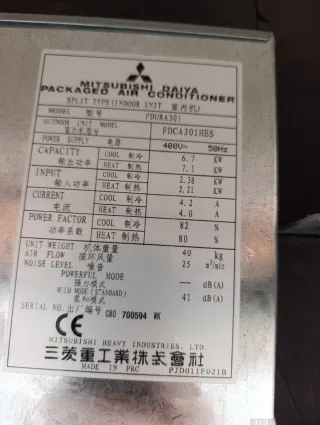 MITSUBISHI DAIYA
PACKAGED AIR CONDITIONER
SPLIT TYPE (INDOOR UNIT 室内机)
MODEL 型号 FDURA301
OUTDOOR UNIT MODEL 室外机型号 FDCA301HES
POWER SUPPLY 电源 400V~ 50Hz
CAPACITY 输出功率 COOL 制冷 6.7 KW
HEAT 制热 7.1 KW
INPUT 输入功率 COOL 制冷 2.38 KW
HEAT 制热 2.21 KW
CURRENT 电流 COOL 制冷 4.2 A
HEAT 制热 4.0 A
POWER FACTOR 功率系数 COOL 制冷 82 %
HEAT 制热 80 %
UNIT WEIGHT 机体重量 40 kg
AIR FLOW 循环风量 25 m³/mic
NOISE LEVEL 噪音
POWERFUL MODE
强力模式 — dB (A)
MILD MODE (STANDARD)
柔和模式 41 dB (A)
SERIAL NO. 出厂编号 C80 700594 WK
CE
MITSUBISHI HEAVY INDUSTRIES, LTD.
三菱重工業株式會社
MADE IN PRC PJD011F021B